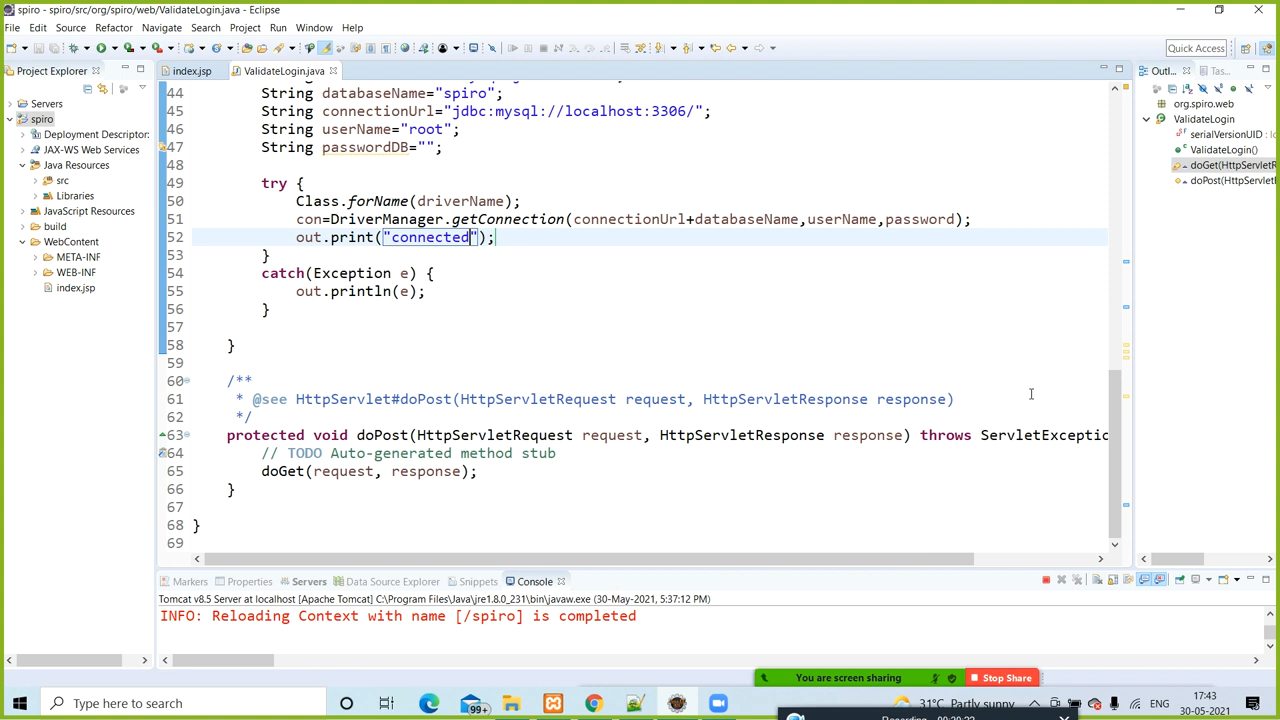 spiro - spiro/src/org/spiro/web/ValidateLogin.java - Eclipse
File Edit Source Refactor Navigate Search Project Run Window Help
Quick Access
Project Explorer
index.jsp ValidateLogin.java
Outl... Tas...
Servers
spiro
Deployment Descriptor:
JAX-WS Web Services
Java Resources
src
Libraries
JavaScript Resources
build
WebContent
META-INF
WEB-INF
index.jsp
44 String databaseName="spiro";
45 String connectionUrl="jdbc:mysql://localhost:3306/";
46 String userName="root";
47 String passwordDB="";
48
49 try {
50 Class.forName(driverName);
51 con=DriverManager.getConnection(connectionUrl+databaseName,userName,password);
52 out.print("connected");
53 }
54 catch(Exception e) {
55 out.println(e);
56 }
57
58 }
59
60 /**
61 * @see HttpServlet#doPost(HttpServletRequest request, HttpServletResponse response)
62 */
63 protected void doPost(HttpServletRequest request, HttpServletResponse response) throws ServletExceptio
64 // TODO Auto-generated method stub
65 doGet(request, response);
66 }
67
68 }
69
org.spiro.web
ValidateLogin
serialVersionUID : l
ValidateLogin()
doGet(HttpServletR
doPost(HttpServlet
Markers Properties Servers Data Source Explorer Snippets Console
Tomcat v8.5 Server at localhost [Apache Tomcat] C:\Program Files\Java\jre1.8.0_231\bin\javaw.exe (30-May-2021, 5:37:12 PM)
INFO: Reloading Context with name [/spiro] is completed
You are screen sharing Stop Share
Type here to search
99+
31°C Partly sunny
ENG
17:43
30-05-2021
Recording